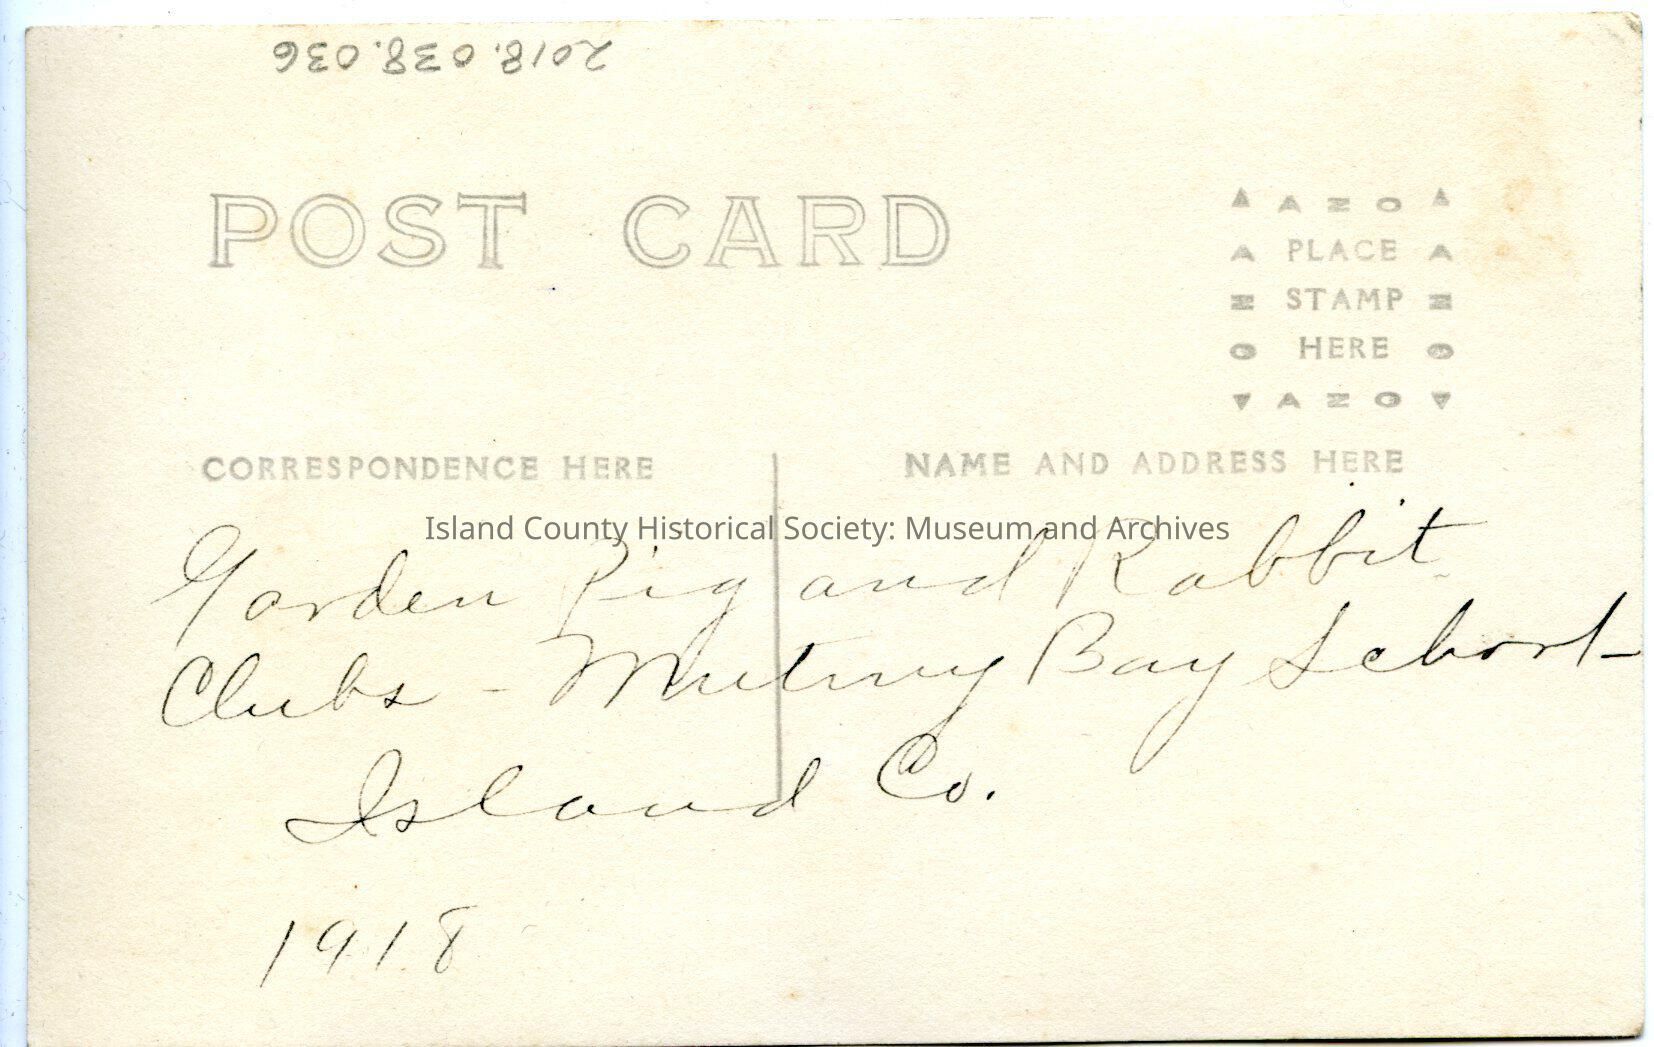 2018.038.036
POST CARD
AZO
PLACE
STAMP
HERE
AZO
CORRESPONDENCE HERE
NAME AND ADDRESS HERE
Island County Historical Society: Museum and Archives
Garden Pig and Rabbit
Clubs - Mutiny Bay School -
Island Co.
1918